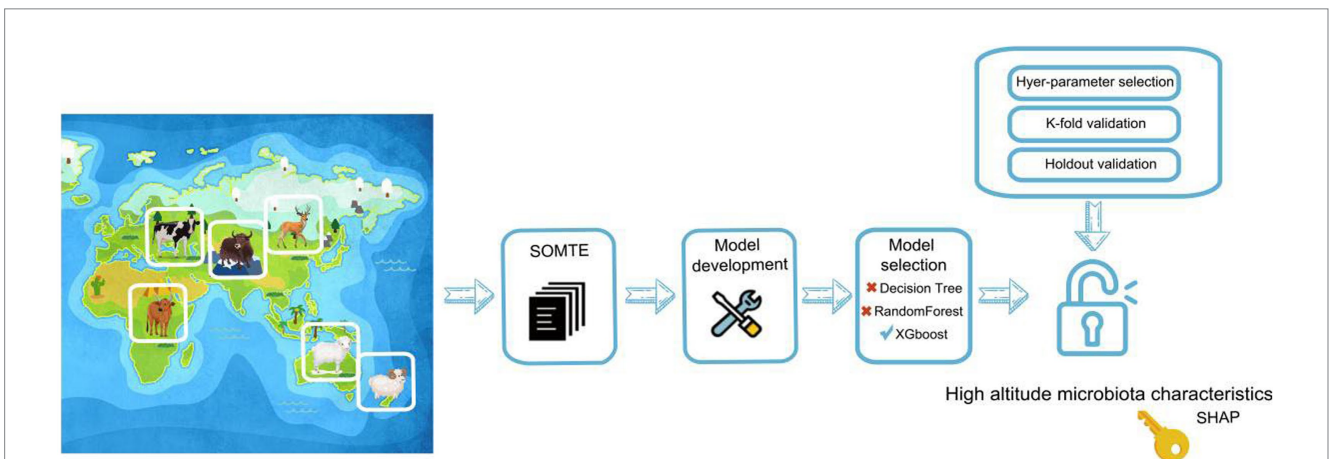 SOMTE
Model
development
Model
selection
Decision Tree
RandomForest
XGboost
Hyer-parameter selection
K-fold validation
Holdout validation
High altitude microbiota characteristics
SHAP